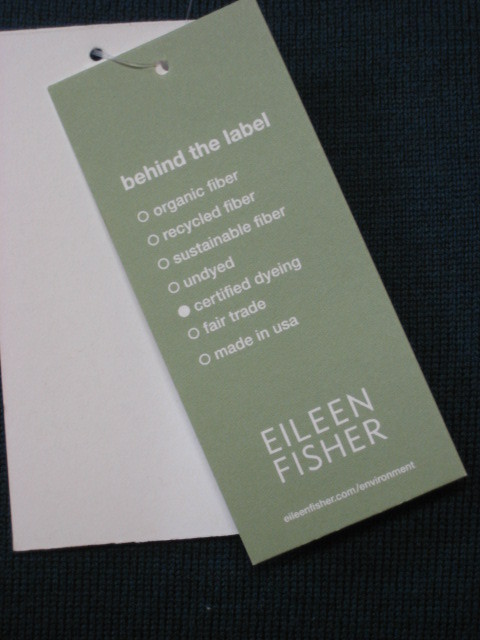 behind the label
organic fiber
recycled fiber
sustainable fiber
undyed
certified dyeing
fair trade
made in usa
EILEEN
FISHER
eileenfisher.com/environment